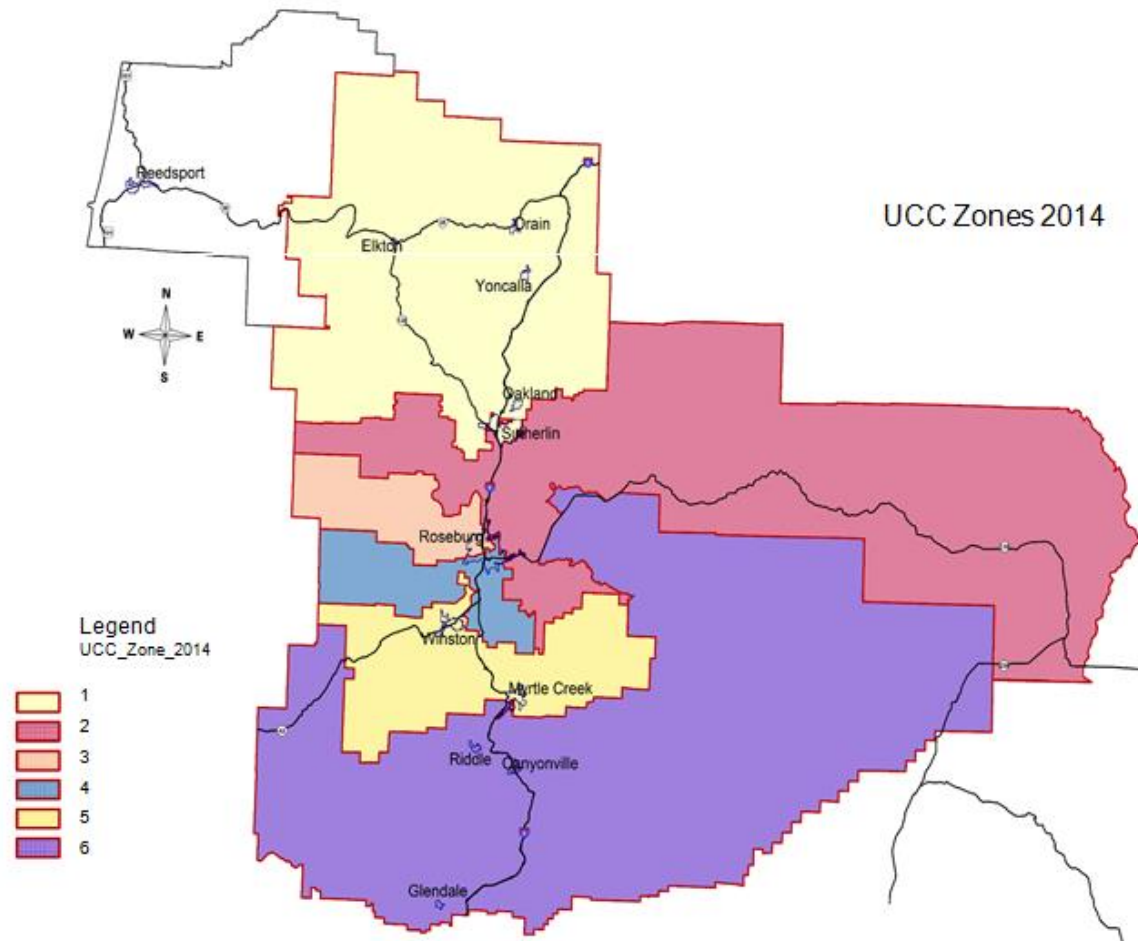 UCC Zones 2014
Reedsport
Drain
Elkton
Yoncalla
N
W
E
S
Oakland
Sutherlin
Roseburg
Winston
Myrtle Creek
Riddle
Canyonville
Glendale
Legend
UCC_Zone_2014
1
2
3
4
5
6